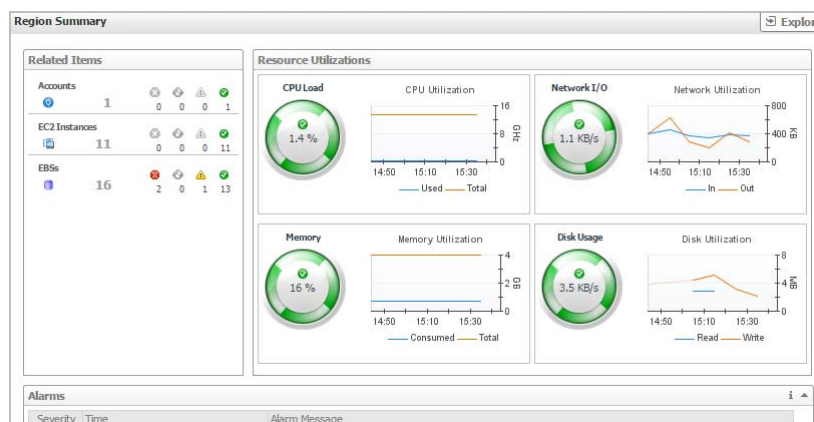 Region Summary
Explor
Related Items
Accounts
1
0 0 0 1
EC2 Instances
11
0 0 0 11
EBSs
16
2 0 1 13
Resource Utilizations
CPU Load
1.4 %
CPU Utilization
16
8
0
GHz
14:50 15:10 15:30
Used Total
Network I/O
1.1 KB/s
Network Utilization
800
400
0
KB
14:50 15:10 15:30
In Out
Memory
16 %
Memory Utilization
4
2
0
GB
14:50 15:10 15:30
Consumed Total
Disk Usage
3.5 KB/s
Disk Utilization
8
4
0
MB
14:50 15:10 15:30
Read Write
Alarms
Severity Time Alarm Message